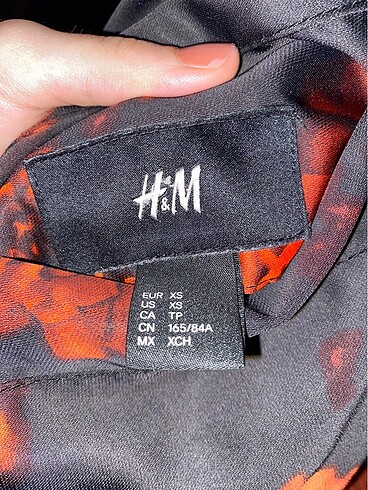 H&M
EUR XS
US XS
CA TP
CN 165/84A
MX XCH